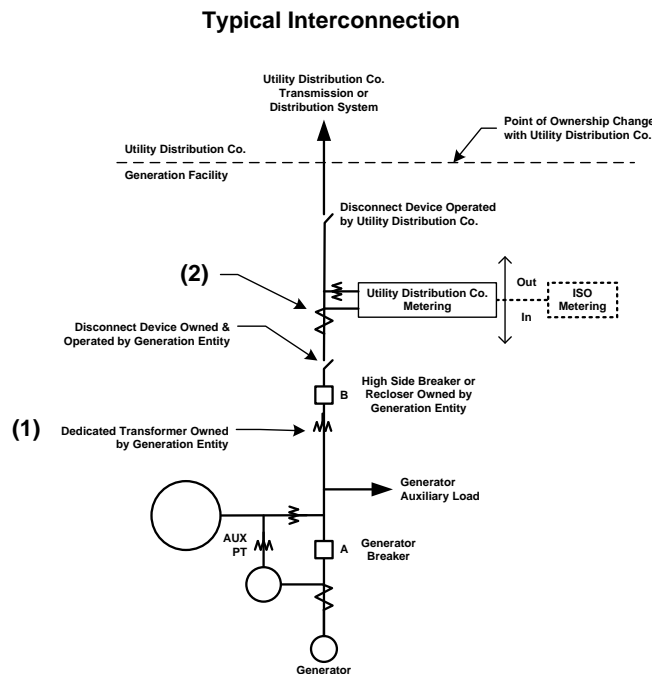 Typical Interconnection
Utility Distribution Co.
Transmission or
Distribution System
Point of Ownership Change
with Utility Distribution Co.
Utility Distribution Co.
Generation Facility
Disconnect Device Operated
by Utility Distribution Co.
(2)
Utility Distribution Co.
Metering
Out
In
ISO
Metering
Disconnect Device Owned &
Operated by Generation Entity
B
High Side Breaker or
Recloser Owned by
Generation Entity
(1)
Dedicated Transformer Owned
by Generation Entity
Generator
Auxiliary Load
AUX
PT
A
Generator
Breaker
Generator